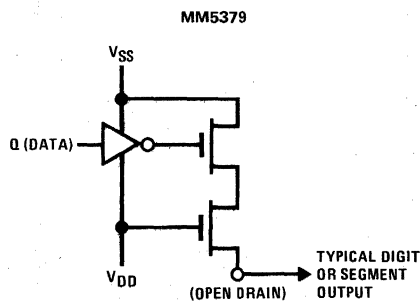 MM5379
VSS
Q (DATA)
VDD
(OPEN DRAIN)
TYPICAL DIGIT
OR SEGMENT
OUTPUT